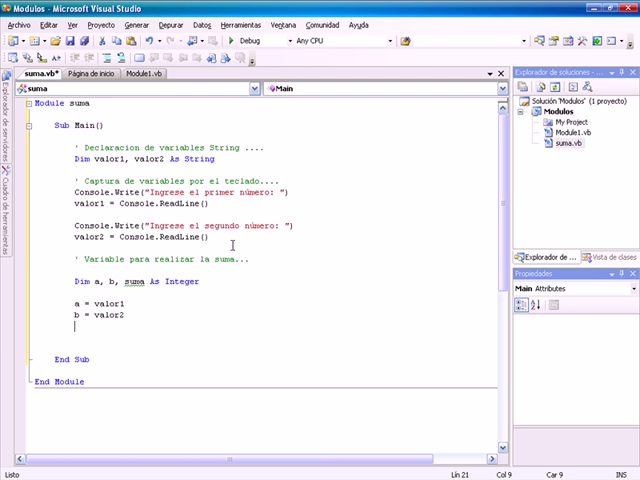 Modulos - Microsoft Visual Studio
Archivo Editar Ver Proyecto Generar Depurar Datos Herramientas Ventana Comunidad Ayuda
Debug Any CPU
suma.vb* Página de inicio Module1.vb
suma Main
Module suma
Sub Main()
' Declaracion de variables String ....
Dim valor1, valor2 As String
' Captura de variables por el teclado....
Console.Write("Ingrese el primer número: ")
valor1 = Console.ReadLine()
Console.Write("Ingrese el segundo número: ")
valor2 = Console.ReadLine()
' Variable para realizar la suma...
Dim a, b, suma As Integer
a = valor1
b = valor2
End Sub
End Module
Explorador de servidores
Cuadro de herramientas
Explorador de soluciones - ...
Solución 'Modulos' (1 proyecto)
Modulos
My Project
Module1.vb
suma.vb
Explorador de ... Vista de clases
Propiedades
Main Attributes
Listo Lín 21 Col 9 Car 9 INS